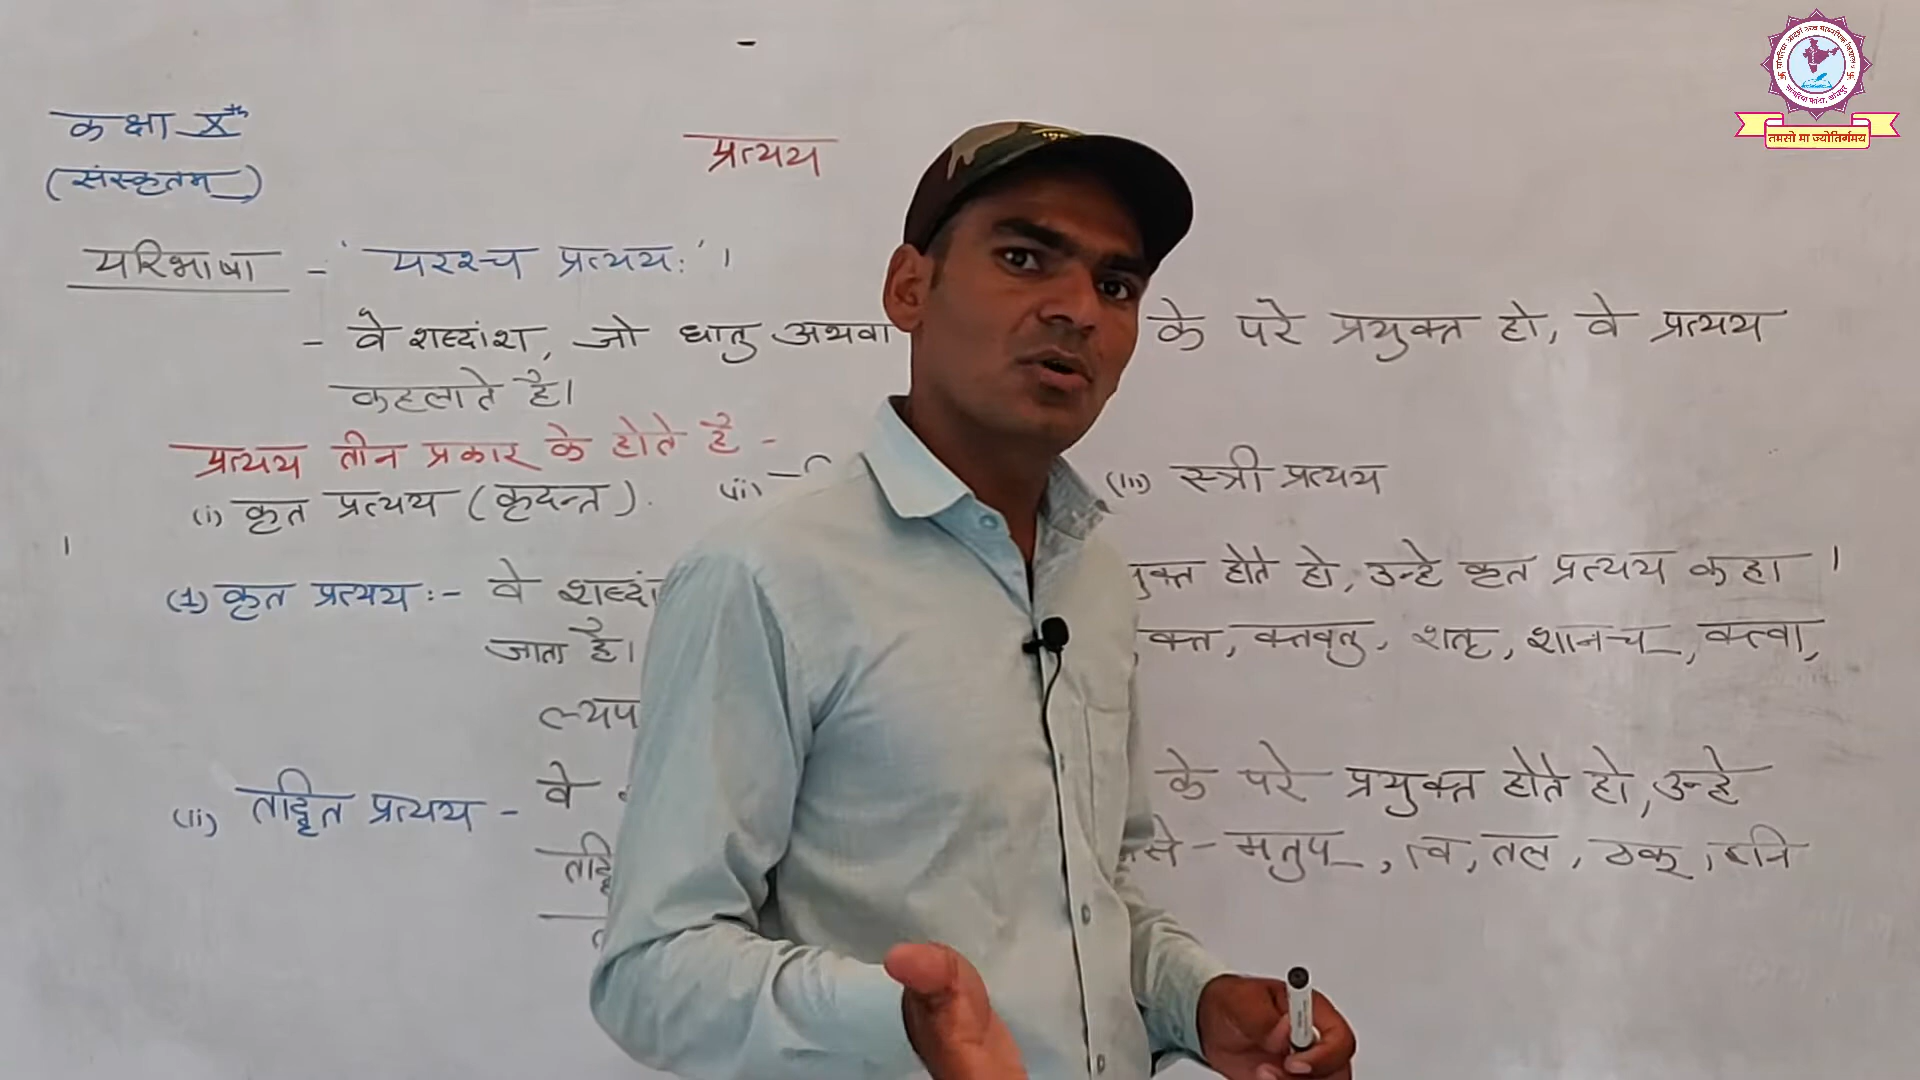 कक्षा Xth
(संस्कृतम्)
प्रत्यय
परिभाषा - 'परश्च प्रत्ययः'।
- वे शब्दांश, जो धातु अथवा के परे प्रयुक्त हो, वे प्रत्यय
कहलाते है।
प्रत्यय तीन प्रकार के होते है -
(i) कृत प्रत्यय (कृदन्त). (ii) (iii) स्त्री प्रत्यय
(1) कृत प्रत्यय :- वे युक्त होते हो, उन्हे कृत प्रत्यय कहा
जाता है। क्त, क्तवतु, शतृ, शानच्, क्त्वा,
ल्यप
(ii) तद्धित प्रत्यय - वे के परे प्रयुक्त होते हो, उन्हे
मतुप्, त्व, तल, ठक्, इनि
तमसो मा ज्योतिर्गमय